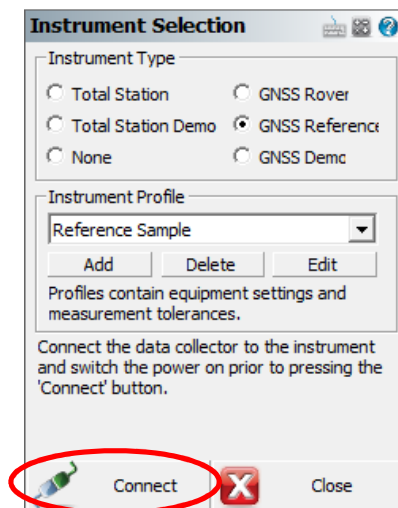 Instrument Selection
Instrument Type
Total Station
GNSS Rover
Total Station Demo
GNSS Reference
None
GNSS Demo
Instrument Profile
Reference Sample
Add
Delete
Edit
Profiles contain equipment settings and
measurement tolerances.
Connect the data collector to the instrument
and switch the power on prior to pressing the
'Connect' button.
Connect
Close